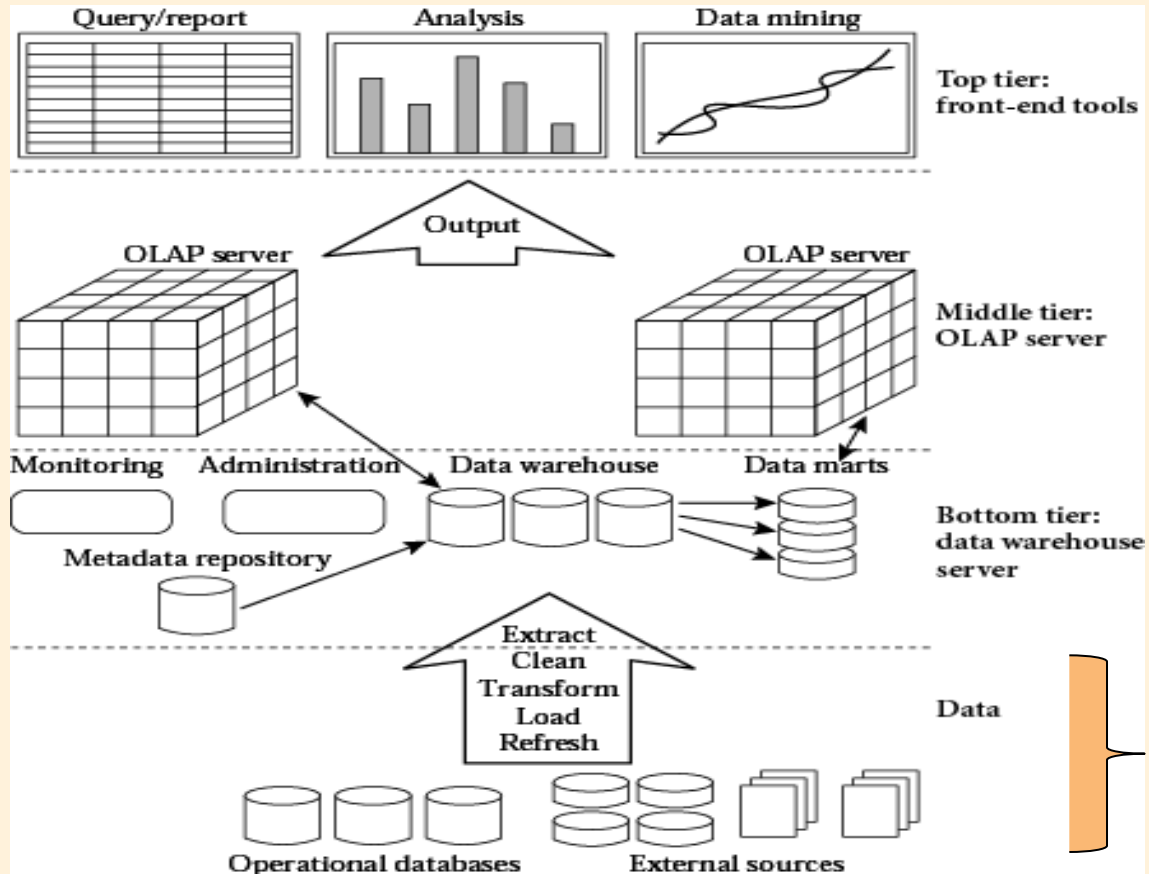 Query/report
Analysis
Data mining
Top tier:
front-end tools
Output
OLAP server
OLAP server
Middle tier:
OLAP server
Monitoring
Administration
Data warehouse
Data marts
Metadata repository
Bottom tier:
data warehouse
server
Extract
Clean
Transform
Load
Refresh
Data
Operational databases
External sources